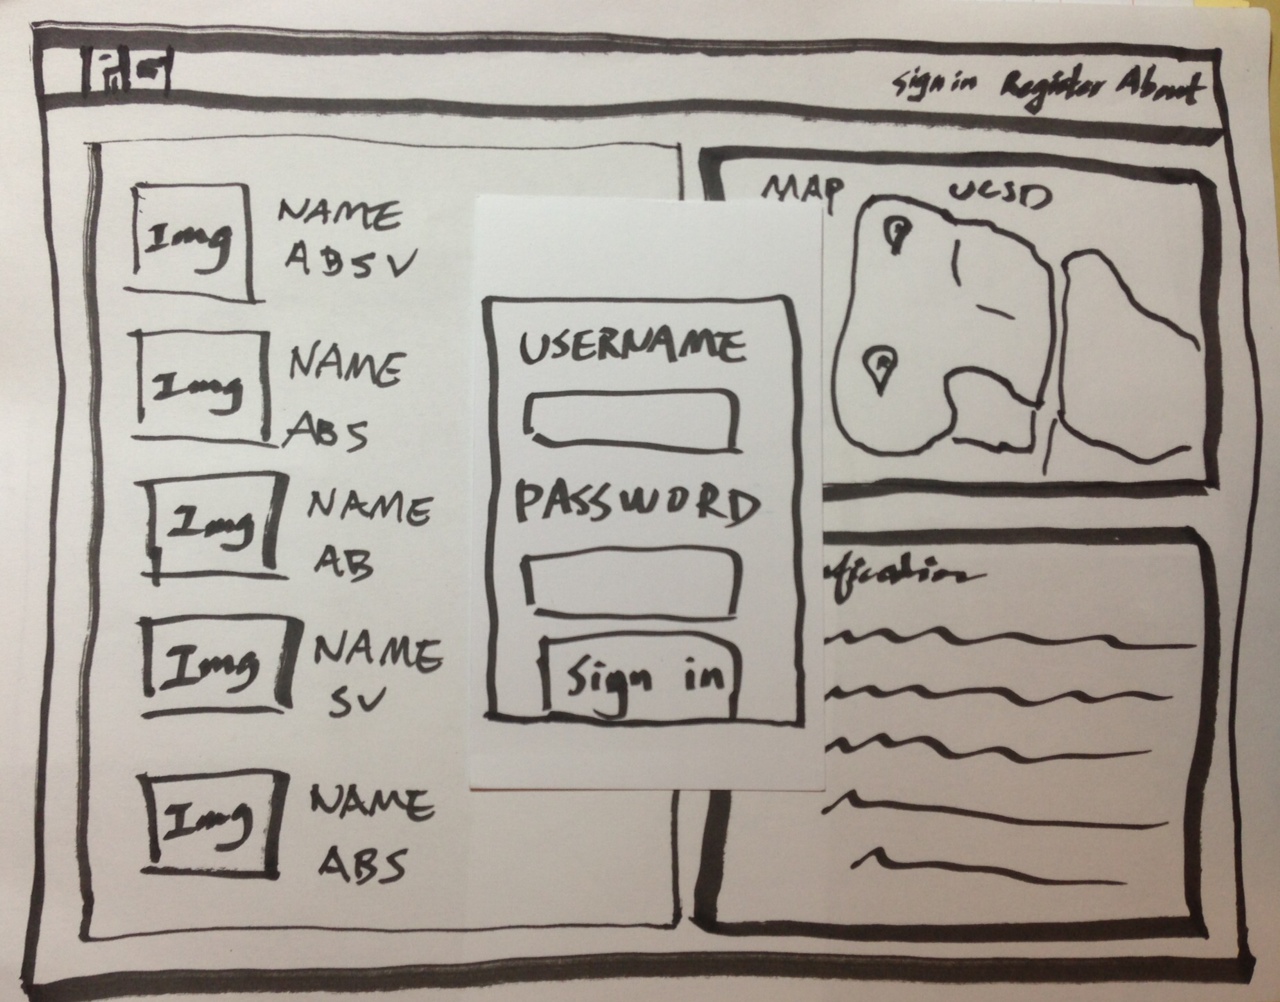 Sign in Register About
Img
NAME
ABSV
Img
NAME
ABS
Img
NAME
AB
Img
NAME
SV
Img
NAME
ABS
USERNAME
PASSWORD
Sign in
MAP UCSD
fication